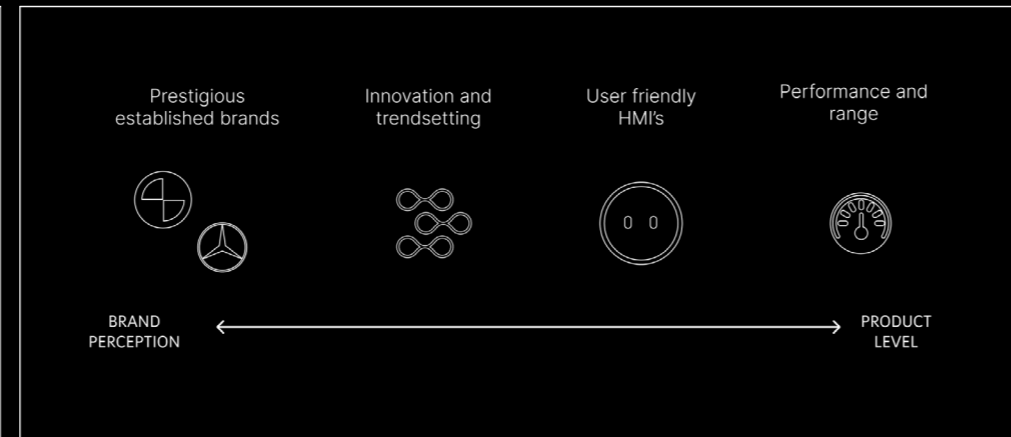 Prestigious
established brands
Innovation and
trendsetting
User friendly
HMI's
Performance and
range
BRAND
PERCEPTION
PRODUCT
LEVEL